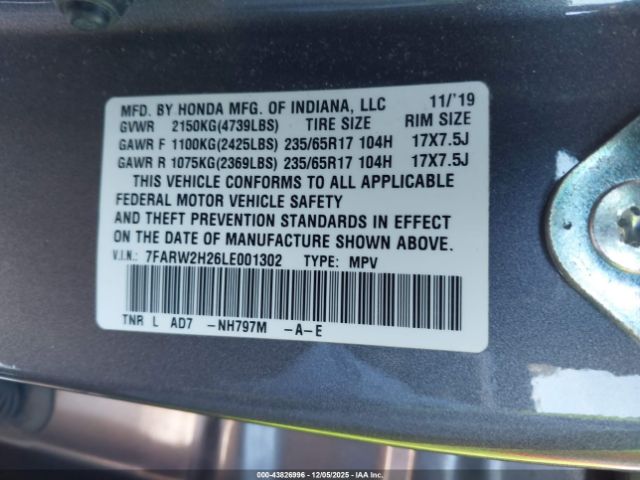 MFD. BY HONDA MFG. OF INDIANA, LLC 11/'19
GVWR 2150KG(4739LBS) TIRE SIZE RIM SIZE
GAWR F 1100KG(2425LBS) 235/65R17 104H 17X7.5J
GAWR R 1075KG(2369LBS) 235/65R17 104H 17X7.5J
THIS VEHICLE CONFORMS TO ALL APPLICABLE
FEDERAL MOTOR VEHICLE SAFETY
AND THEFT PREVENTION STANDARDS IN EFFECT
ON THE DATE OF MANUFACTURE SHOWN ABOVE.
V.I.N.: 7FARW2H26LE001302 TYPE: MPV
TNR L AD7 -NH797M -A-E
000-43826996 - 12/05/2025 - IAA Inc.